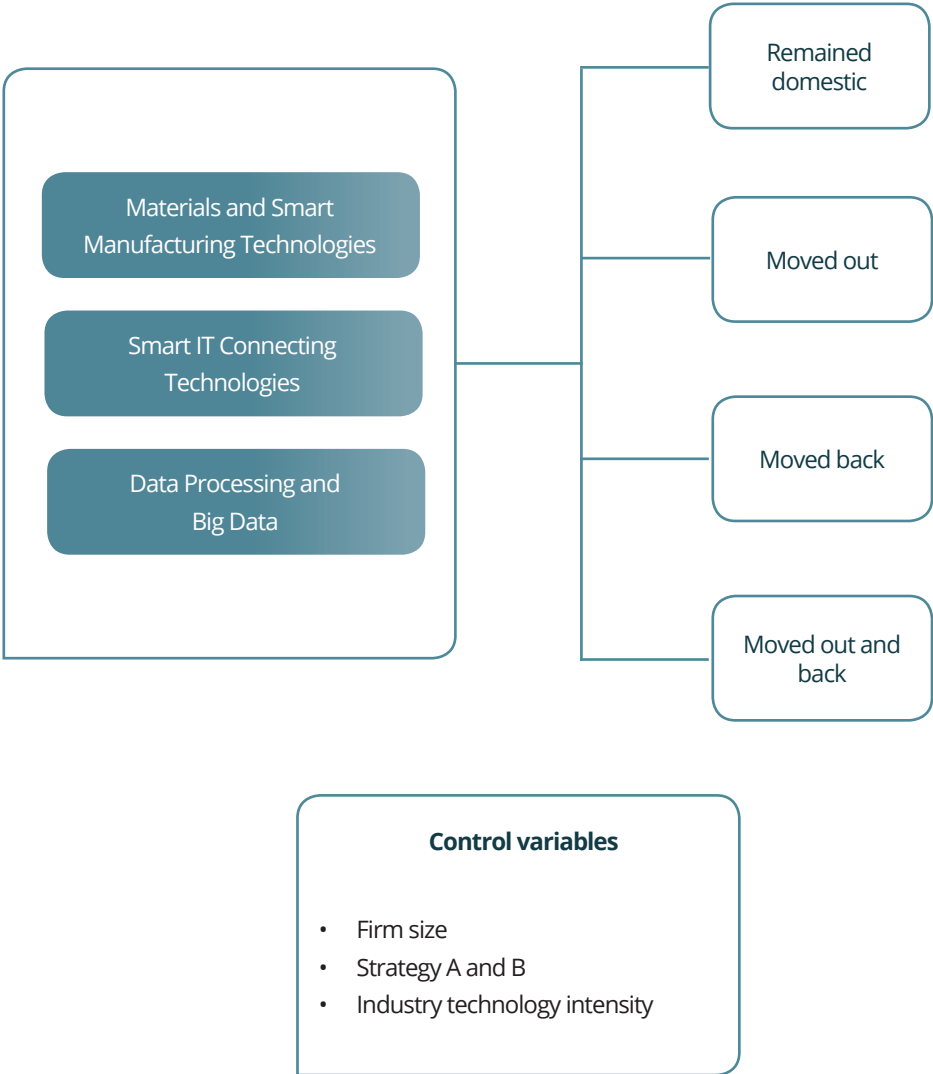 Remained
domestic
Materials and Smart
Manufacturing Technologies
Smart IT Connecting
Technologies
Data Processing and
Big Data
Moved out
Moved back
Moved out and
back
Control variables
• Firm size
• Strategy A and B
• Industry technology intensity